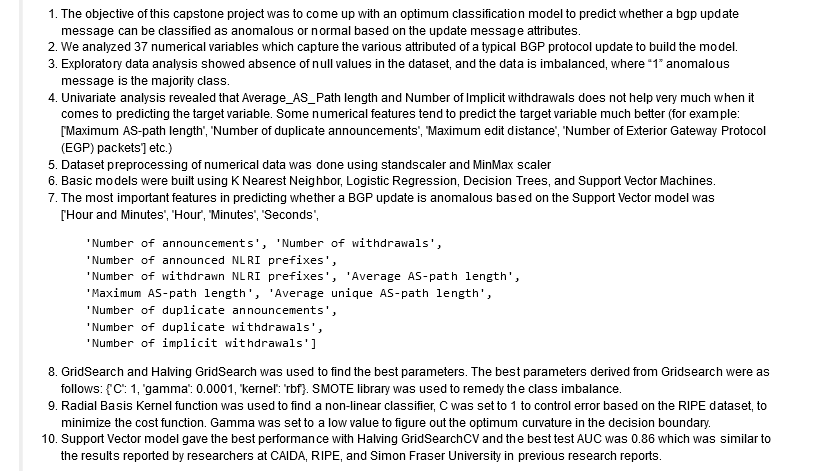 1. The objective of this capstone project was to come up with an optimum classification model to predict whether a bgp update
message can be classified as anomalous or normal based on the update message attributes.
2. We analyzed 37 numerical variables which capture the various attributed of a typical BGP protocol update to build the model.
3. Exploratory data analysis showed absence of null values in the dataset, and the data is imbalanced, where “1” anomalous
message is the majority class.
4. Univariate analysis revealed that Average_AS_Path length and Number of Implicit withdrawals does not help very much when it
comes to predicting the target variable. Some numerical features tend to predict the target variable much better (for example:
['Maximum AS-path length', 'Number of duplicate announcements', 'Maximum edit distance', 'Number of Exterior Gateway Protocol
(EGP) packets'] etc.)
5. Dataset preprocessing of numerical data was done using standscaler and MinMax scaler
6. Basic models were built using K Nearest Neighbor, Logistic Regression, Decision Trees, and Support Vector Machines.
7. The most important features in predicting whether a BGP update is anomalous based on the Support Vector model was
['Hour and Minutes', 'Hour', 'Minutes', 'Seconds',
'Number of announcements', 'Number of withdrawals',
'Number of announced NLRI prefixes',
'Number of withdrawn NLRI prefixes', 'Average AS-path length',
'Maximum AS-path length', 'Average unique AS-path length',
'Number of duplicate announcements',
'Number of duplicate withdrawals',
'Number of implicit withdrawals']
8. GridSearch and Halving GridSearch was used to find the best parameters. The best parameters derived from Gridsearch were as
follows: {'C': 1, 'gamma': 0.0001, 'kernel': 'rbf'}. SMOTE library was used to remedy the class imbalance.
9. Radial Basis Kernel function was used to find a non-linear classifier, C was set to 1 to control error based on the RIPE dataset, to
minimize the cost function. Gamma was set to a low value to figure out the optimum curvature in the decision boundary.
10. Support Vector model gave the best performance with Halving GridSearchCV and the best test AUC was 0.86 which was similar to
the results reported by researchers at CAIDA, RIPE, and Simon Fraser University in previous research reports.